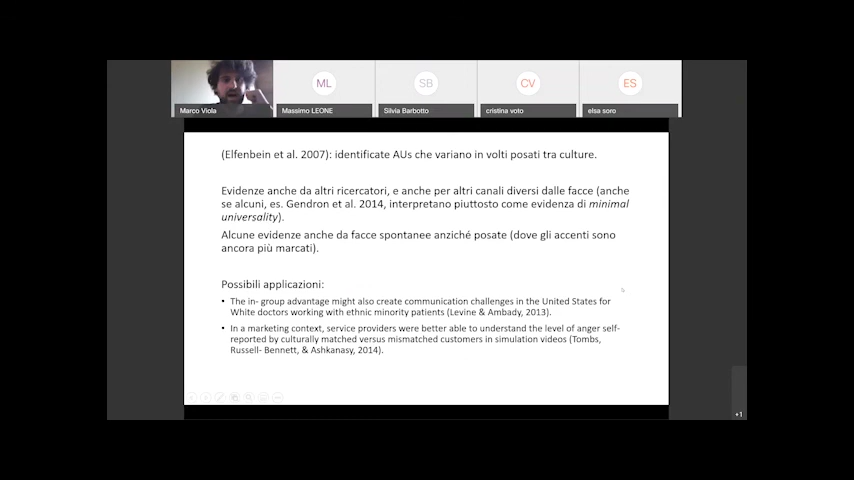 ML
SB
CV
ES
Marco Viola
Massimo LEONE
Silvia Barbotto
cristina voto
elsa soro
(Elfenbein et al. 2007): identificate AUs che variano in volti posati tra culture.
Evidenze anche da altri ricercatori, e anche per altri canali diversi dalle facce (anche
se alcuni, es. Gendron et al. 2014, interpretano piuttosto come evidenza di minimal
universality).
Alcune evidenze anche da facce spontanee anziché posate (dove gli accenti sono
ancora più marcati).
Possibili applicazioni:
• The in- group advantage might also create communication challenges in the United States for
White doctors working with ethnic minority patients (Levine & Ambady, 2013).
• In a marketing context, service providers were better able to understand the level of anger self-
reported by culturally matched versus mismatched customers in simulation videos (Tombs,
Russell- Bennett, & Ashkanasy, 2014).
+1